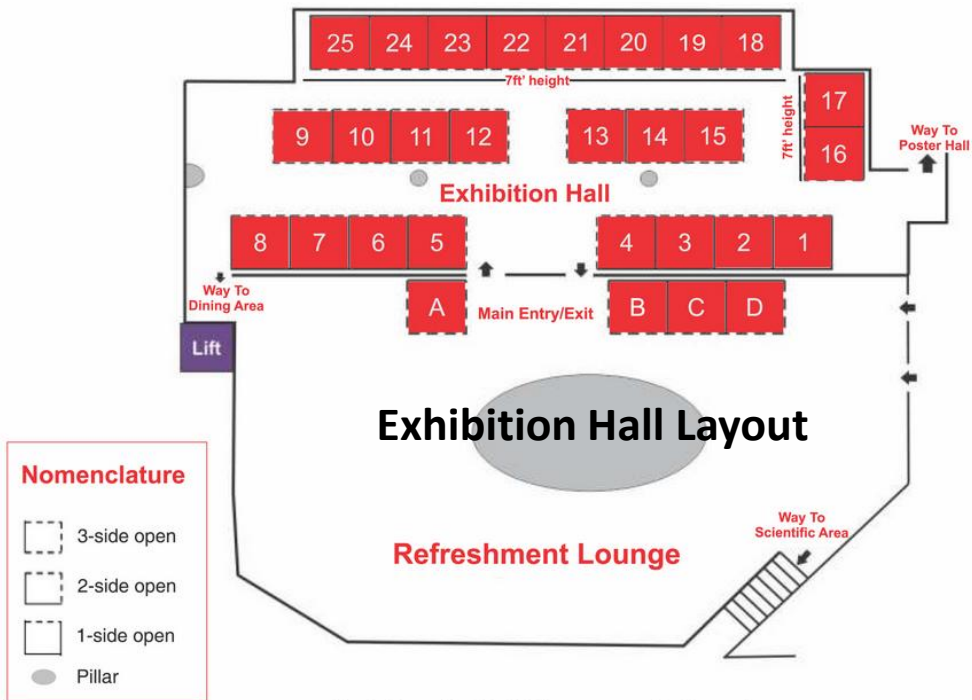 25 24 23 22 21 20 19 18
7ft' height
17
16
7ft' height
Way To
Poster Hall
9 10 11 12
13 14 15
Exhibition Hall
8 7 6 5
4 3 2 1
Way To
Dining Area
A
Main Entry/Exit
B C D
Lift
Exhibition Hall Layout
Nomenclature
3-side open
2-side open
1-side open
Pillar
Refreshment Lounge
Way To
Scientific Area